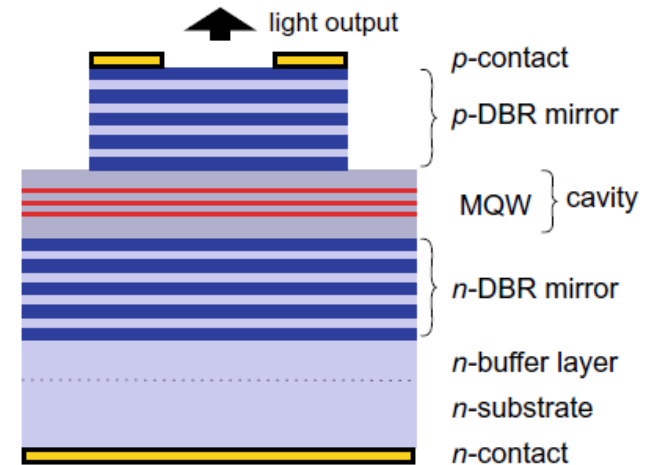 light output
p-contact
p-DBR mirror
MQW
cavity
n-DBR mirror
n-buffer layer
n-substrate
n-contact